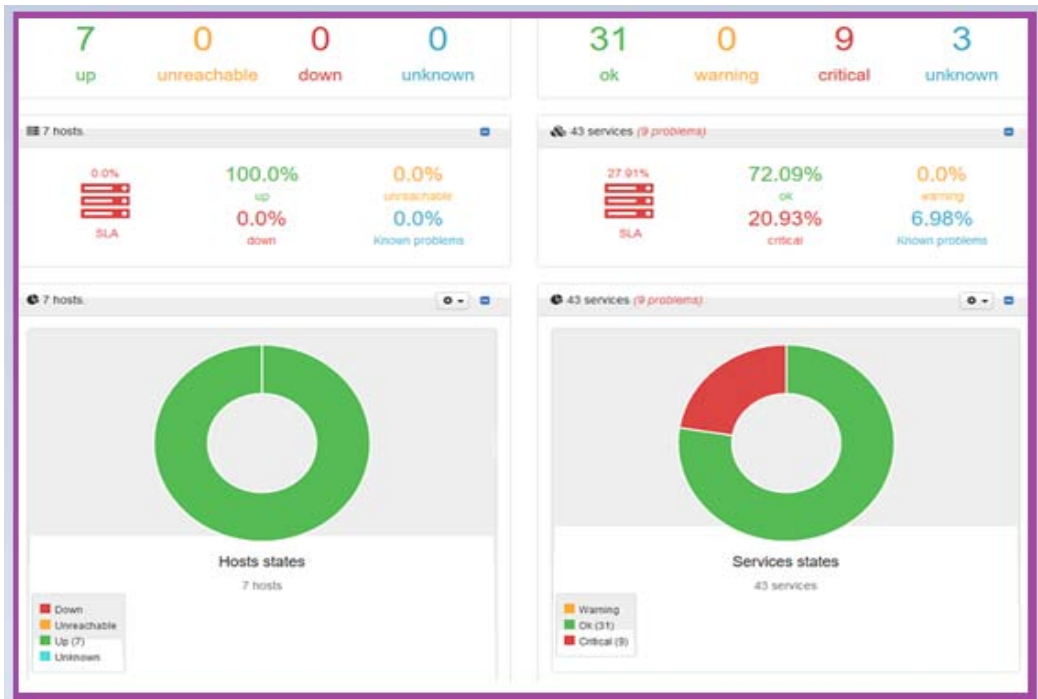 7 0 0 0
up unreachable down unknown
31 0 9 3
ok warning critical unknown
7 hosts.
0.0%
SLA
100.0%
up
0.0%
down
0.0%
unreachable
0.0%
Known problems
43 services (9 problems)
27.91%
SLA
72.09%
ok
20.93%
critical
0.0%
warning
6.98%
Known problems
7 hosts.
Hosts states
7 hosts
Down
Unreachable
Up (7)
Unknown
43 services (9 problems)
Services states
43 services
Warning
Ok (31)
Critical (9)